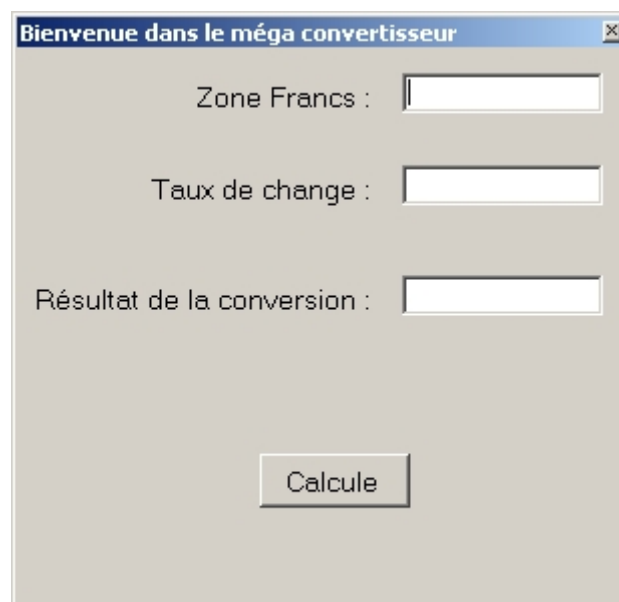 Bienvenue dans le méga convertisseur
Zone Francs :
Taux de change :
Résultat de la conversion :
Calcule